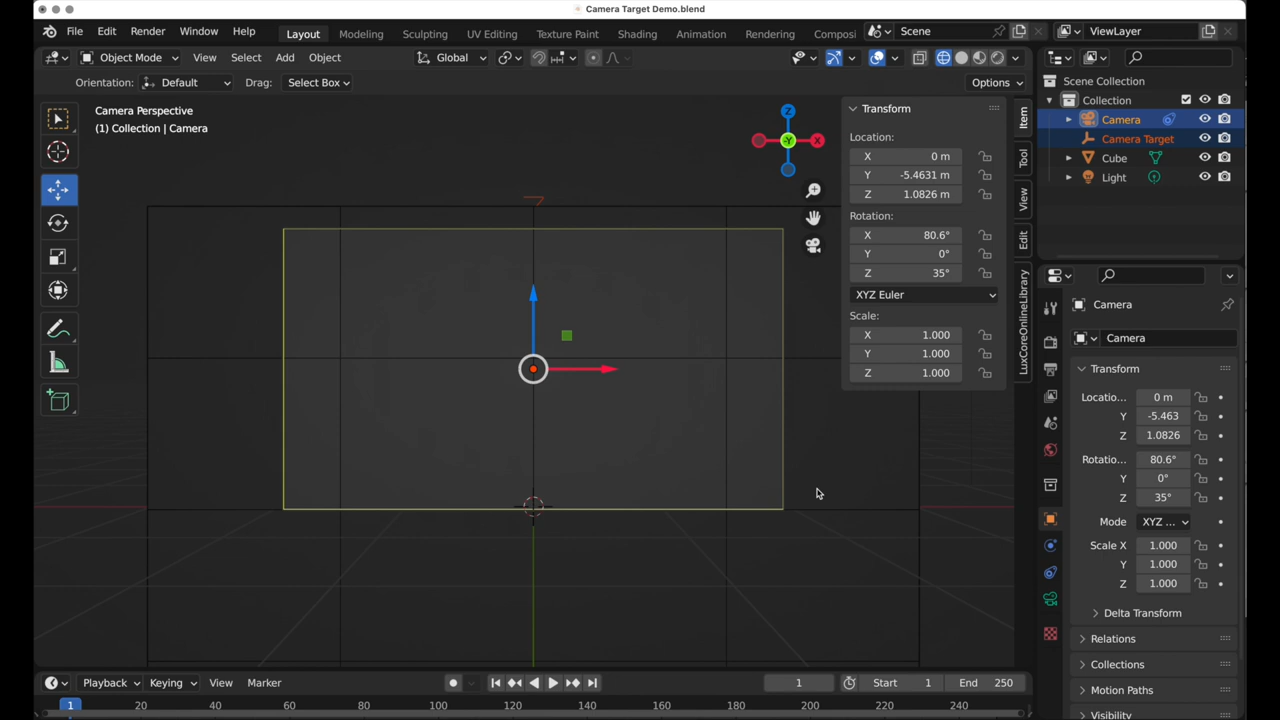 Camera Target Demo.blend
File Edit Render Window Help Layout Modeling Sculpting UV Editing Texture Paint Shading Animation Rendering Composi Scene ViewLayer
Object Mode View Select Add Object Global
Orientation: Default Drag: Select Box Options
Camera Perspective
(1) Collection | Camera
Z
Y
X
Transform
Location:
X 0 m
Y -5.4631 m
Z 1.0826 m
Rotation:
X 80.6°
Y 0°
Z 35°
XYZ Euler
Scale:
X 1.000
Y 1.000
Z 1.000
Item
Tool
View
Edit
LuxCoreOnlineLibrary
Scene Collection
Collection
Camera
Camera Target
Cube
Light
Camera
Camera
Transform
Locatio... 0 m
Y -5.463
Z 1.0826
Rotatio... 80.6°
Y 0°
Z 35°
Mode XYZ ...
Scale X 1.000
Y 1.000
Z 1.000
Delta Transform
Relations
Collections
Motion Paths
Visibility
Playback Keying View Marker 1 Start 1 End 250
1 20 40 60 80 100 120 140 160 180 200 220 240